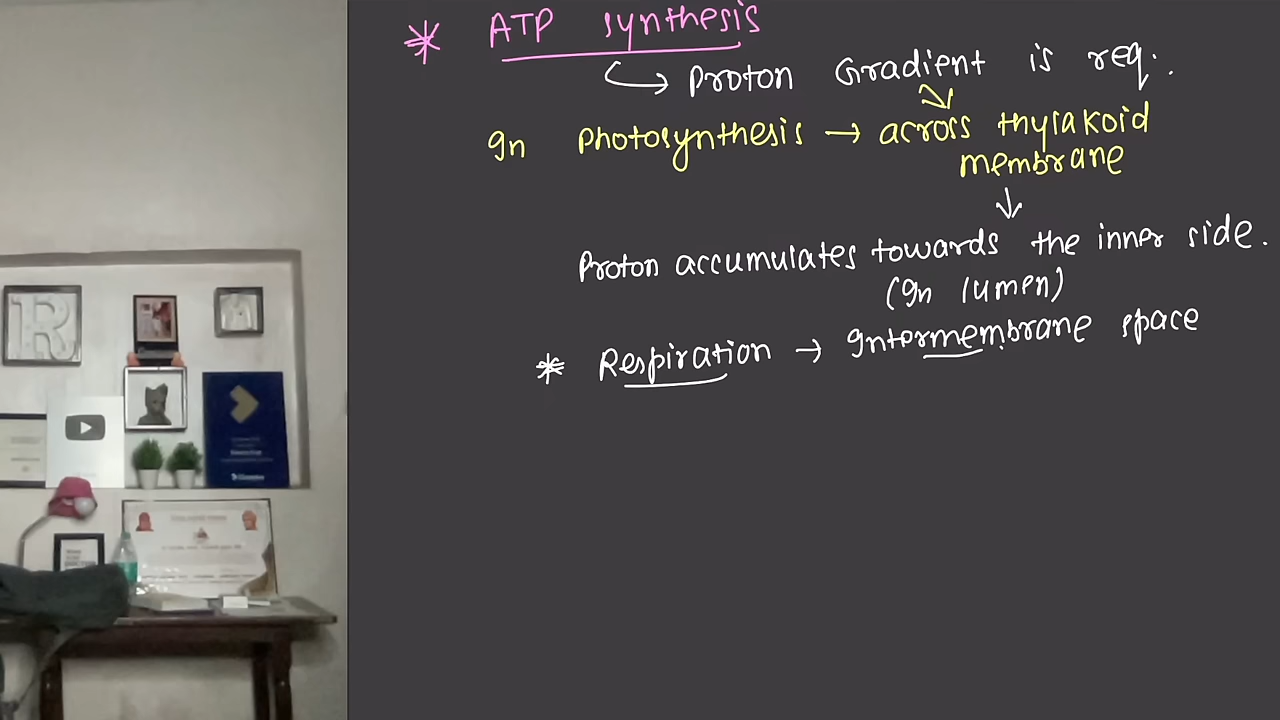 * ATP synthesis
↳ Proton Gradient is req.
In Photosynthesis → across thylakoid
membrane
↓
Proton accumulates towards the inner side.
(In lumen)
* Respiration → Intermembrane space
R